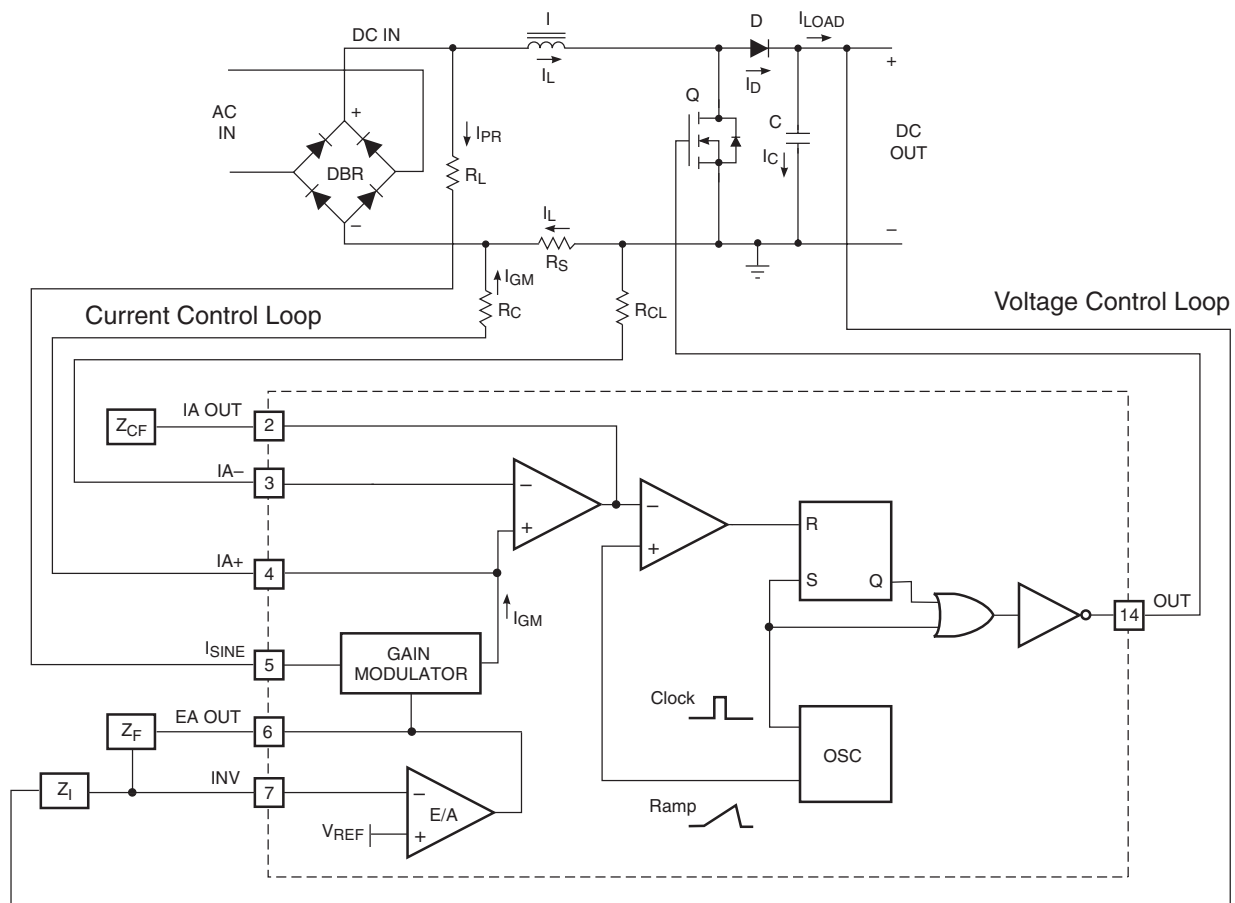 DC IN
I
D
I_LOAD
I_L
I_D
+
AC
IN
+
I_PR
Q
C
DC
OUT
DBR
R_L
I_C
–
I_L
–
R_S
I_GM
R_C
R_CL
Current Control Loop
Voltage Control Loop
Z_CF
IA OUT
2
IA–
3
–
+
–
+
R
S
Q
IA+
4
I_GM
14
OUT
I_SINE
5
GAIN
MODULATOR
Clock
OSC
Z_F
EA OUT
6
Z_I
INV
7
–
E/A
+
V_REF
Ramp